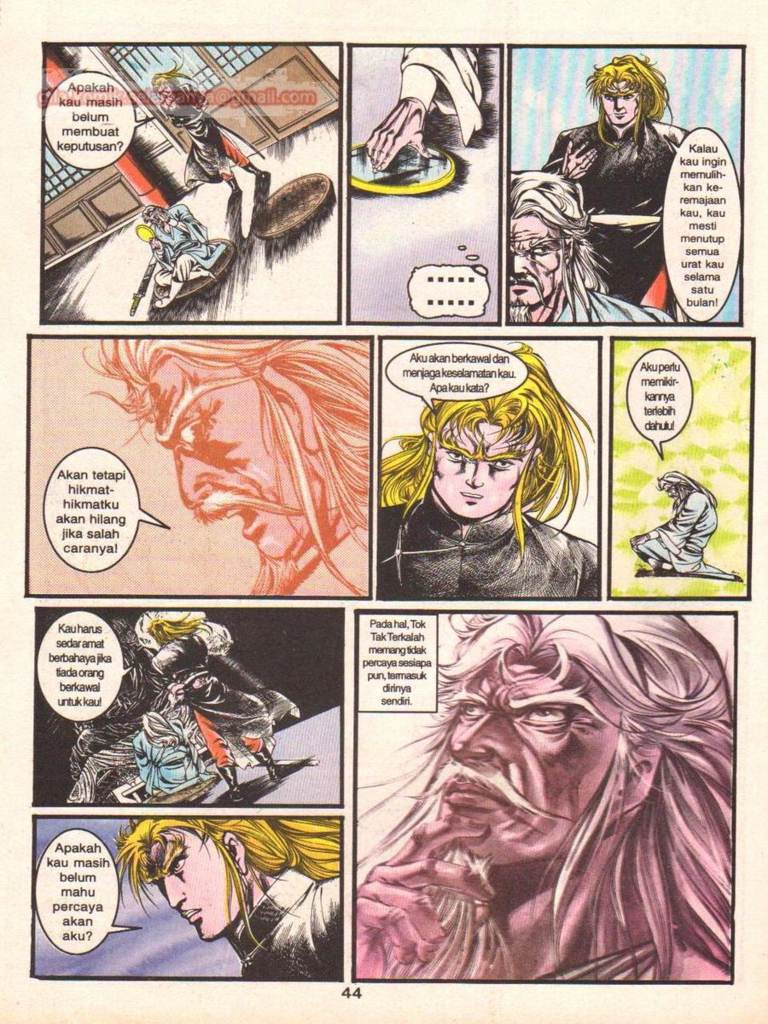 Apakah
kau masih
belum
membuat
keputusan?
@gmail.com
......
......
Kalau
kau ingin
memulih-
kan ke-
remajaan
kau, kau
mesti
menutup
semua
urat kau
selama
satu
bulan!
Akan tetapi
hikmat-
hikmatku
akan hilang
jika salah
caranya!
Aku akan berkawal dan
menjaga keselamatan kau.
Apa kau kata?
Aku perlu
memikir-
kannya
terlebih
dahulu!
Kau harus
sedar amat
berbahaya jika
tiada orang
berkawal
untuk kau!
Pada hal, Tok
Tak Terkalah
memang tidak
percaya sesiapa
pun, termasuk
dirinya
sendiri.
Apakah
kau masih
belum
mahu
percaya
akan
aku?
44